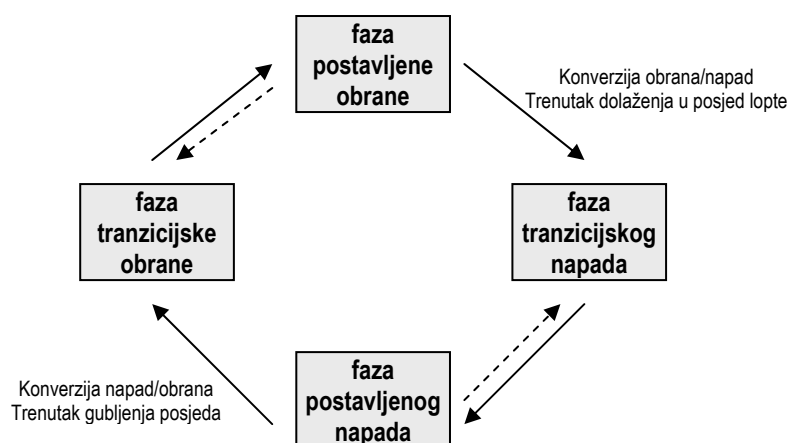 faza
postavljene
obrane
Konverzija obrana/napad
Trenutak dolaženja u posjed lopte
faza
tranzicijske
obrane
faza
tranzicijskog
napada
Konverzija napad/obrana
Trenutak gubljenja posjeda
faza
postavljenog
napada